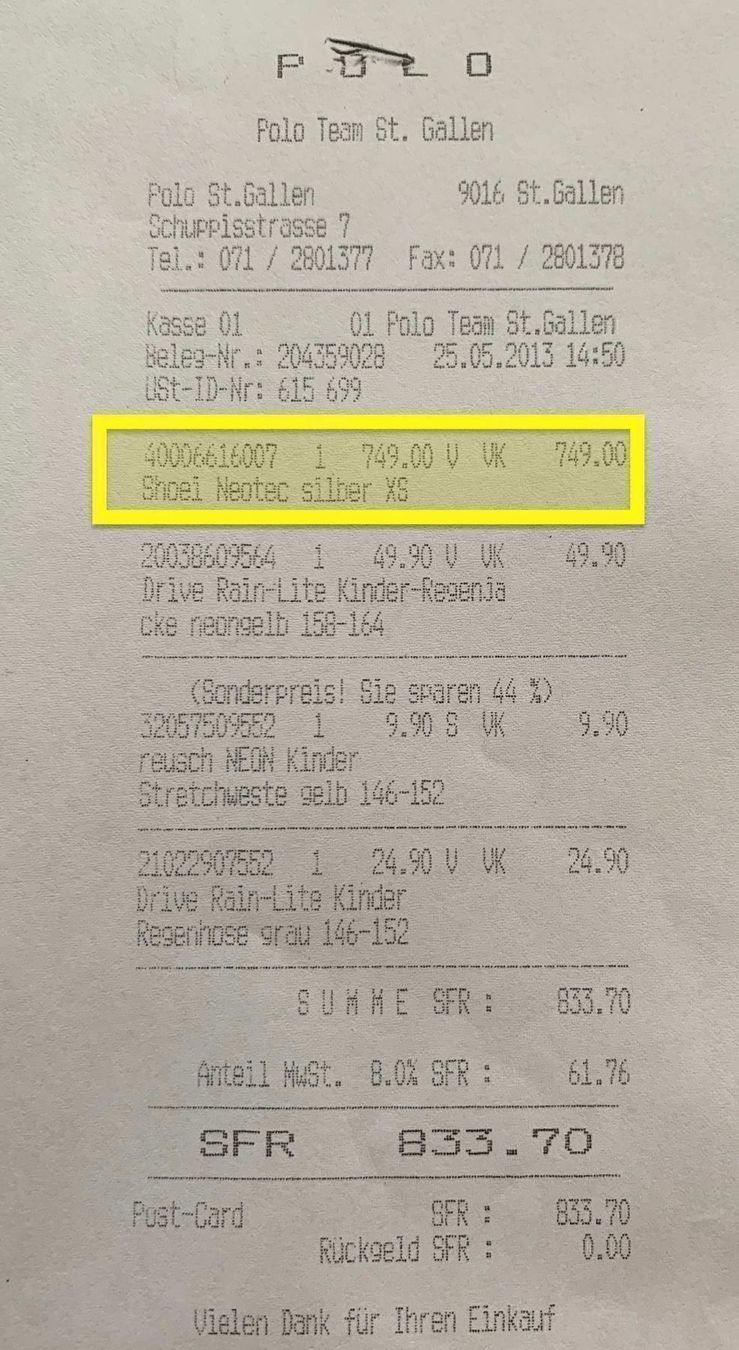 P O L O
Polo Team St. Gallen
Polo St.Gallen 9016 St.Gallen
Schuppisstrasse 7
Tel.: 071 / 2801377 Fax: 071 / 2801378
Kasse 01 01 Polo Team St.Gallen
Beleg-Nr.: 204359028 25.05.2013 14:50
USt-ID-Nr: 615 699
40006616007 1 749.00 V VK 749.00
Shoei Neotec silber XS
20038609564 1 49.90 V VK 49.90
Drive Rain-Lite Kinder-Regenja
cke neongelb 158-164
(Sonderpreis! Sie sparen 44 %)
32057509552 1 9.90 S VK 9.90
reusch NEON Kinder
Stretchweste gelb 146-152
21022907552 1 24.90 V VK 24.90
Drive Rain-Lite Kinder
Regenhose grau 146-152
S U M M E SFR : 833.70
Anteil MwSt. 8.0% SFR : 61.76
SFR 833.70
Post-Card SFR : 833.70
Rückgeld SFR : 0.00
Vielen Dank für Ihren Einkauf